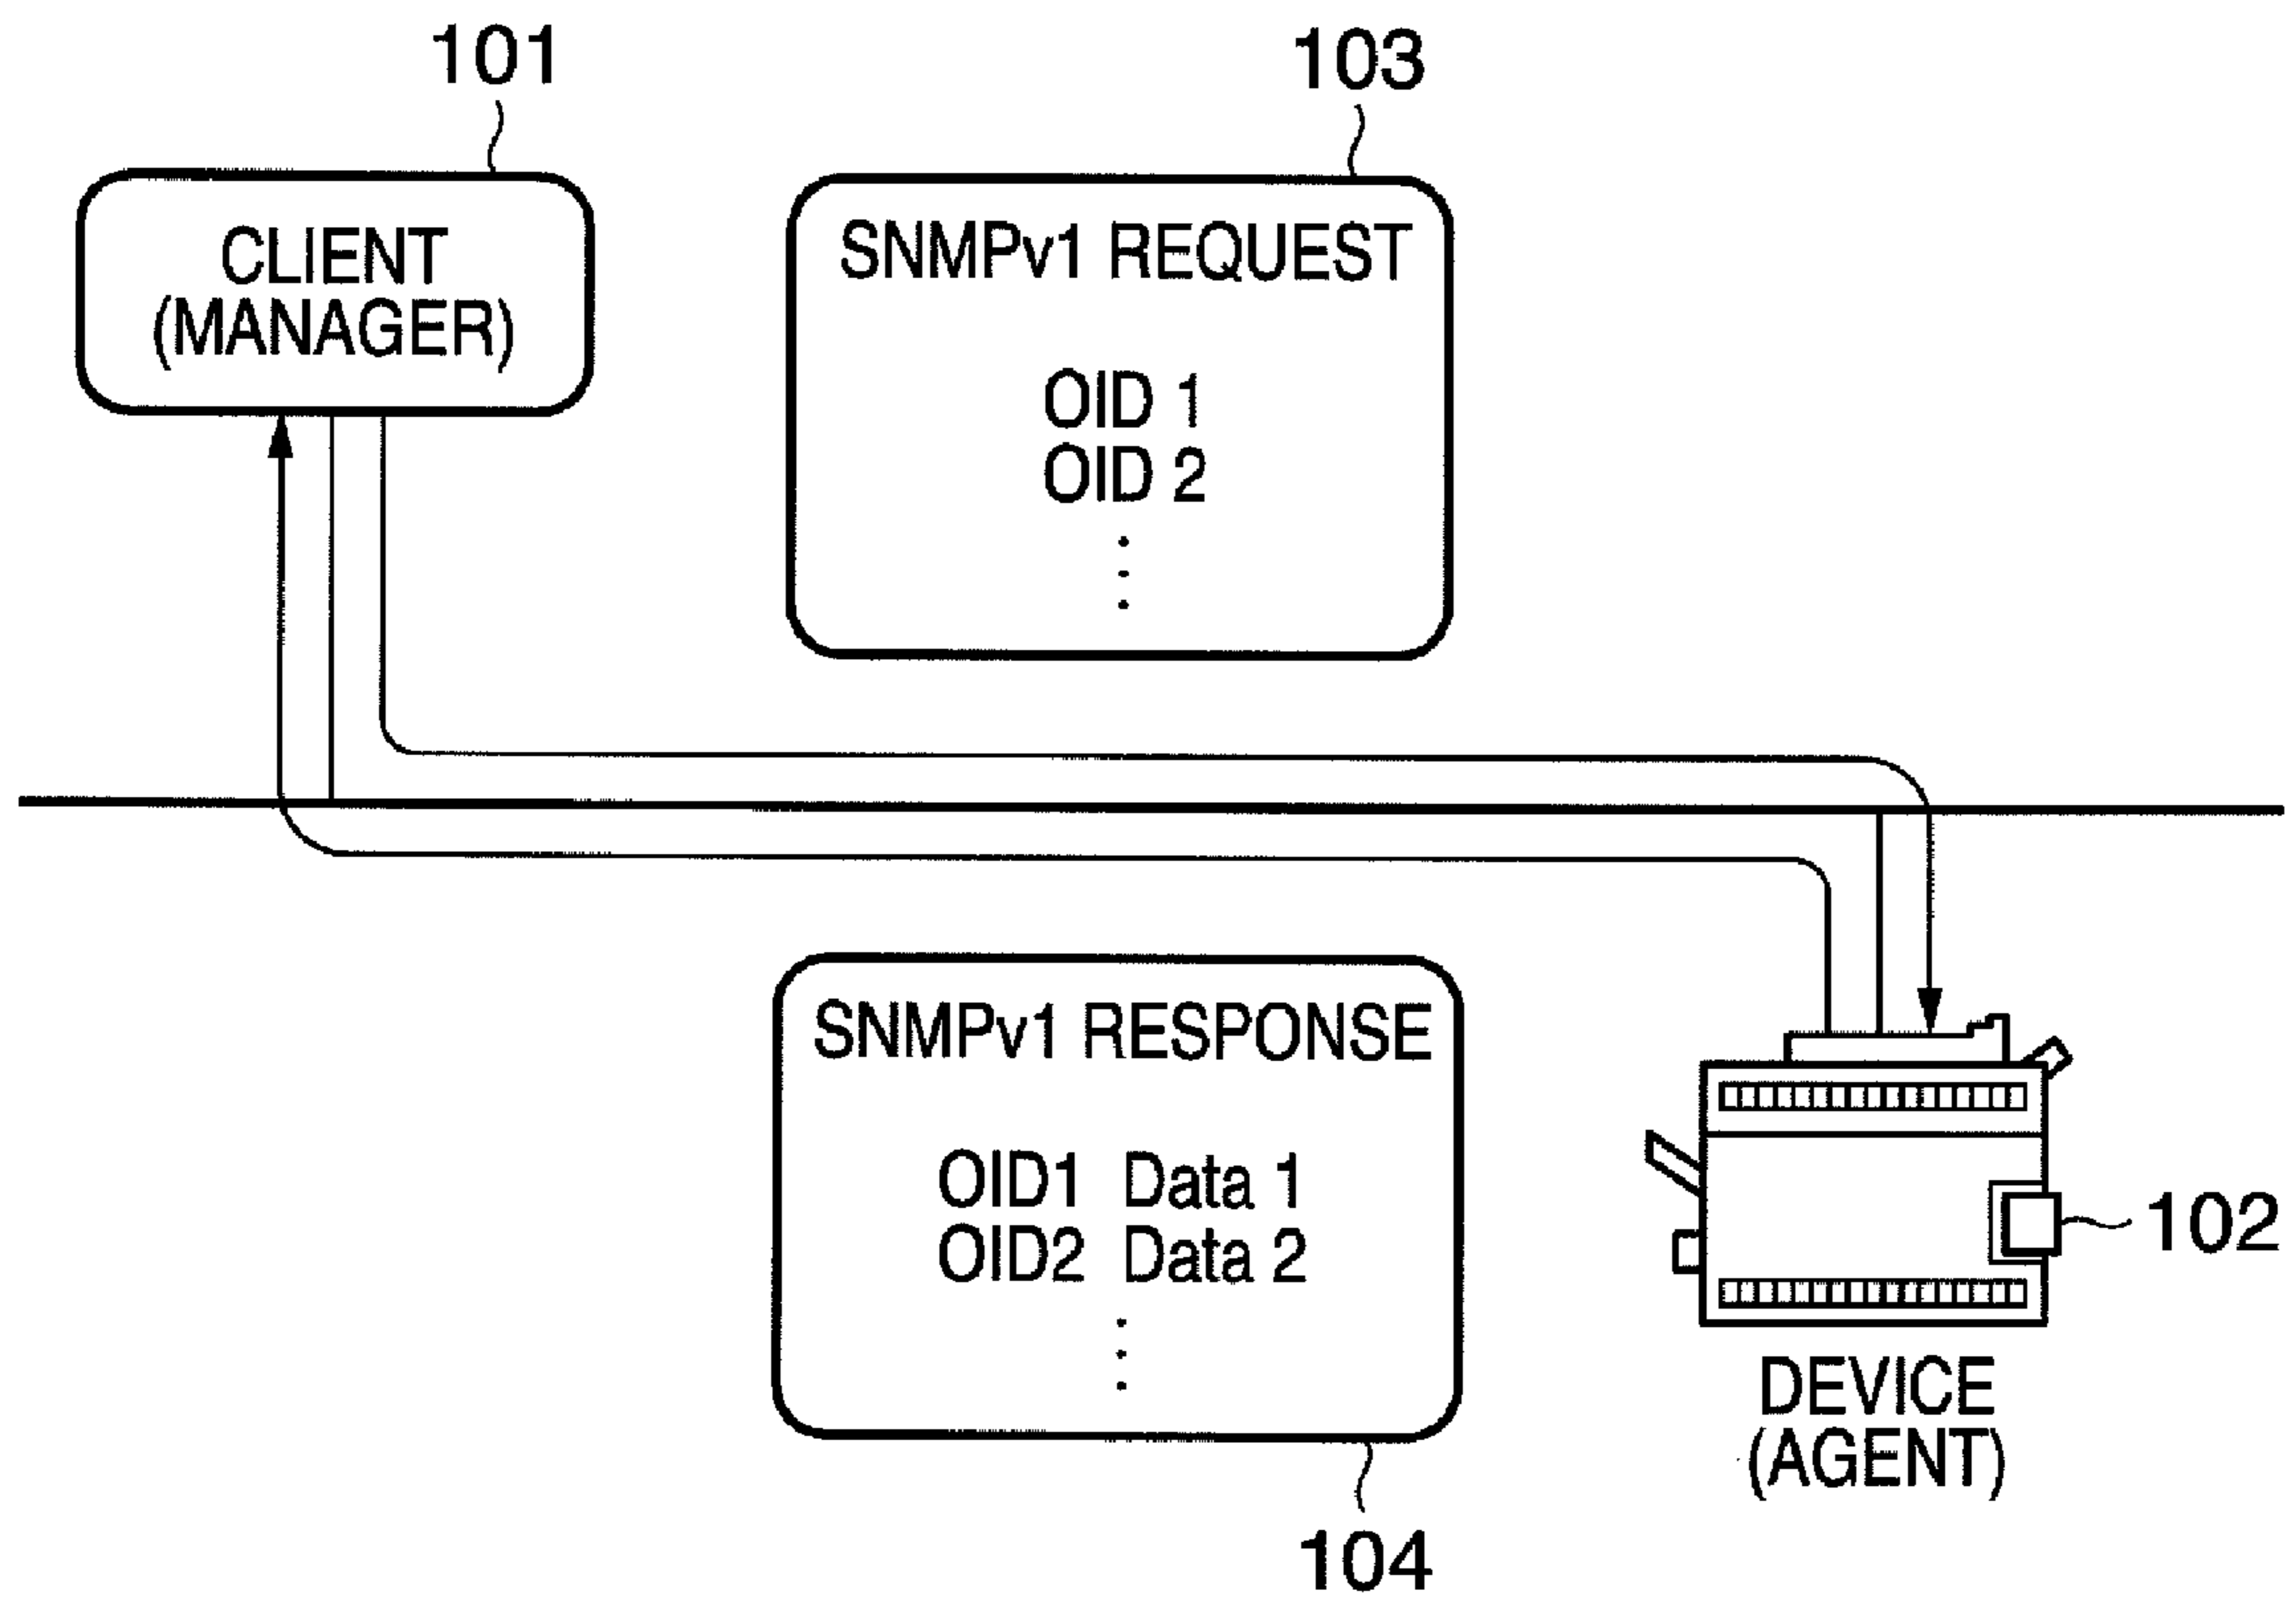 101
103
CLIENT
(MANAGER)
SNMPv1 REQUEST
OID 1
OID 2
SNMPv1 RESPONSE
OID1 Data 1
OID2 Data 2
102
DEVICE
(AGENT)
104